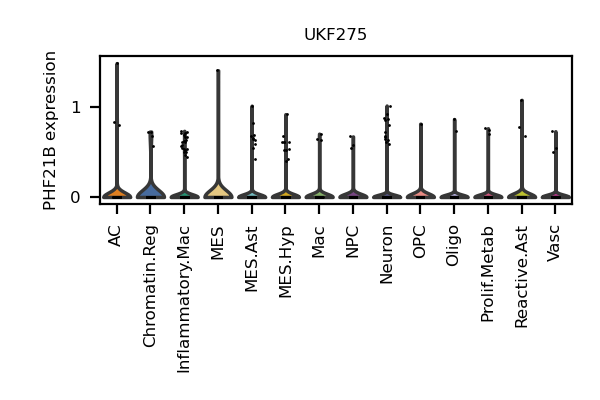 UKF275
PHF21B expression
1
0
AC
Chromatin.Reg
Inflammatory.Mac
MES
MES.Ast
MES.Hyp
Mac
NPC
Neuron
OPC
Oligo
Prolif.Metab
Reactive.Ast
Vasc